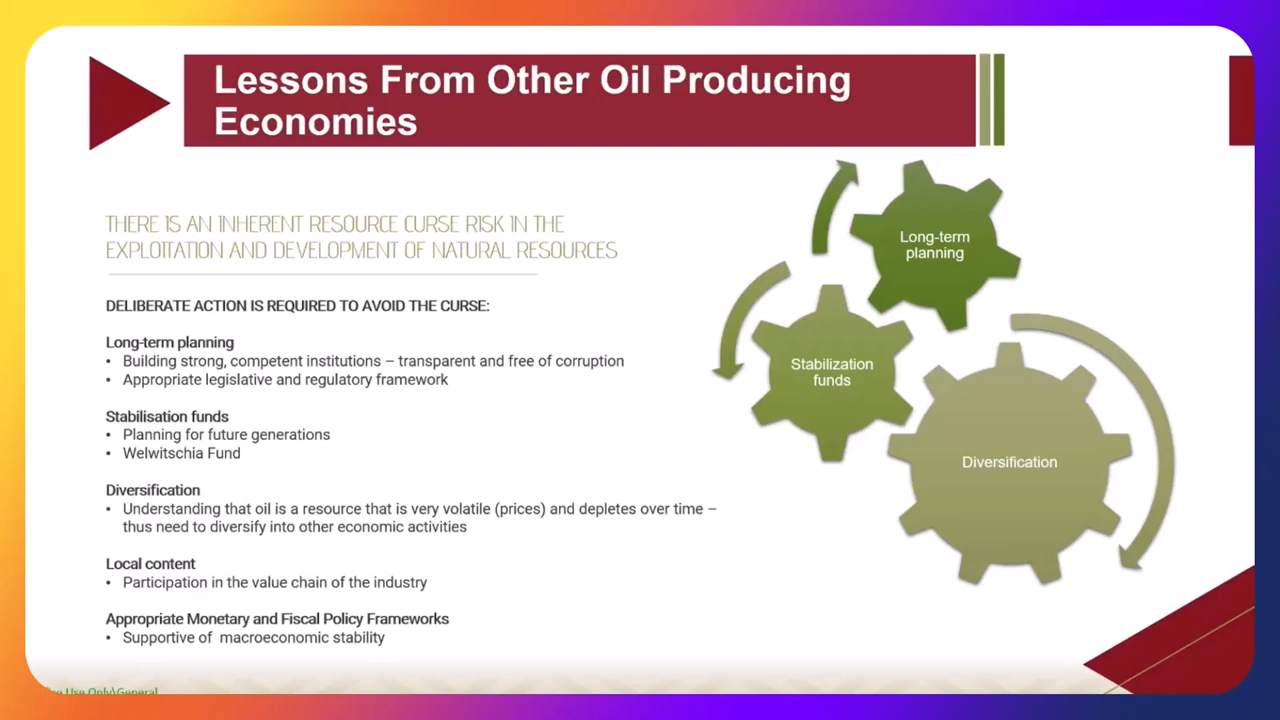 Lessons From Other Oil Producing
Economies
THERE IS AN INHERENT RESOURCE CURSE RISK IN THE
EXPLOITATION AND DEVELOPMENT OF NATURAL RESOURCES
DELIBERATE ACTION IS REQUIRED TO AVOID THE CURSE:
Long-term planning
• Building strong, competent institutions – transparent and free of corruption
• Appropriate legislative and regulatory framework
Stabilisation funds
• Planning for future generations
• Welwitschia Fund
Diversification
• Understanding that oil is a resource that is very volatile (prices) and depletes over time –
thus need to diversify into other economic activities
Local content
• Participation in the value chain of the industry
Appropriate Monetary and Fiscal Policy Frameworks
• Supportive of macroeconomic stability
Long-term
planning
Stabilization
funds
Diversification
Use Only\General